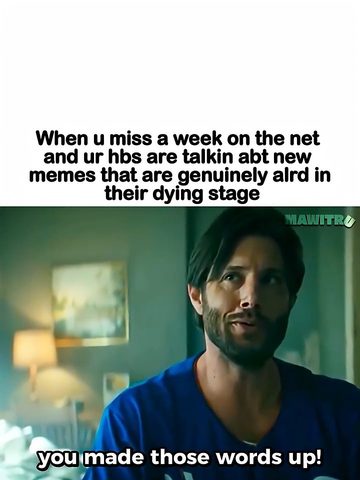 When u miss a week on the net
and ur hbs are talkin abt new
memes that are genuinely alrd in
their dying stage
MAWITRU
you made those words up!